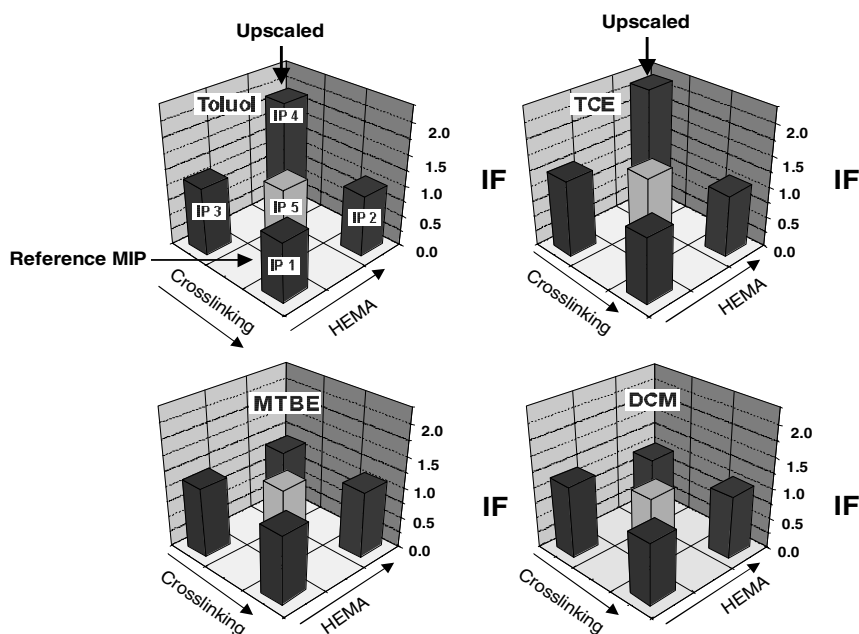 Upscaled
Toluol
IP 4
IP 3
IP 5
IP 2
IP 1
Reference MIP
2.0
1.5
1.0
0.5
0.0
IF
Crosslinking
HEMA
Upscaled
TCE
2.0
1.5
1.0
0.5
0.0
IF
Crosslinking
HEMA
MTBE
2.0
1.5
1.0
0.5
0.0
IF
Crosslinking
HEMA
DCM
2.0
1.5
1.0
0.5
0.0
IF
Crosslinking
HEMA